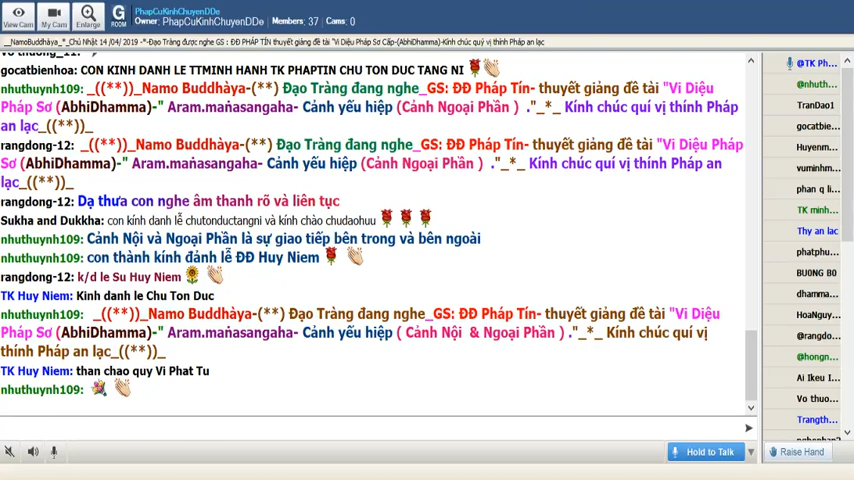 PhapCuKinhChuyenDDe
Owner: PhapCuKinhChuyenDDe Members: 37 Cams: 0
View Cam My Cam Enlarge G ROOM
__NamoBuddhàya_*_Chủ Nhật 14 /04/ 2019 -*-Đạo Tràng được nghe GS : ĐĐ PHÁP TÍN thuyết giảng đề tài "Vi Diệu Pháp Sơ Cấp-(AbhiDhamma)-Kính chúc quý vị thính Pháp an lạc
gocatbienhoa: CON KINH DANH LE TTMINH HANH TK PHAPTIN CHU TON DUC TANG NI
nhuthuynh109: _((**))_Namo Buddhàya-(**) Đạo Tràng đang nghe_GS: ĐĐ Pháp Tín- thuyết giảng đề tài "Vi Diệu
Pháp Sơ (AbhiDhamma)-" Aram.maṅasangaha- Cảnh yếu hiệp (Cảnh Ngoại Phần ) ."_*_ Kính chúc quí vị thính Pháp
an lạc_((**))_
rangdong-12: _((**))_Namo Buddhàya-(**) Đạo Tràng đang nghe_GS: ĐĐ Pháp Tín- thuyết giảng đề tài "Vi Diệu Pháp
Sơ (AbhiDhamma)-" Aram.maṅasangaha- Cảnh yếu hiệp (Cảnh Ngoại Phần ) ."_*_ Kính chúc quí vị thính Pháp an
lạc_((**))_
rangdong-12: Dạ thưa con nghe âm thanh rõ và liên tục
Sukha and Dukkha: con kính danh lễ chutonductangni và kính chào chudaohuu
nhuthuynh109: Cảnh Nội và Ngoại Phần là sự giao tiếp bên trong và bên ngoài
nhuthuynh109: con thành kính đảnh lễ ĐĐ Huy Niem
rangdong-12: k/d le Su Huy Niem
TK Huy Niem: Kinh danh le Chu Ton Duc
nhuthuynh109: _((**))_Namo Buddhàya-(**) Đạo Tràng đang nghe_GS: ĐĐ Pháp Tín- thuyết giảng đề tài "Vi Diệu
Pháp Sơ (AbhiDhamma)-" Aram.maṅasangaha- Cảnh yếu hiệp ( Cảnh Nội & Ngoại Phần ) ."_*_ Kính chúc quí vị
thính Pháp an lạc_((**))_
TK Huy Niem: than chao quy Vi Phat Tu
nhuthuynh109:
Hold to Talk
@TK Ph...
@nhuth...
TranDao1
gocatbie...
Huyenm...
vuminhm...
phan q li...
TK minh...
Thy an lac
phatphu...
BU0NG B0
dhamma...
HoaNguy...
@rangdo...
@hongn...
Ai Ikeu I...
Vo thuo...
Trangth...
Raise Hand